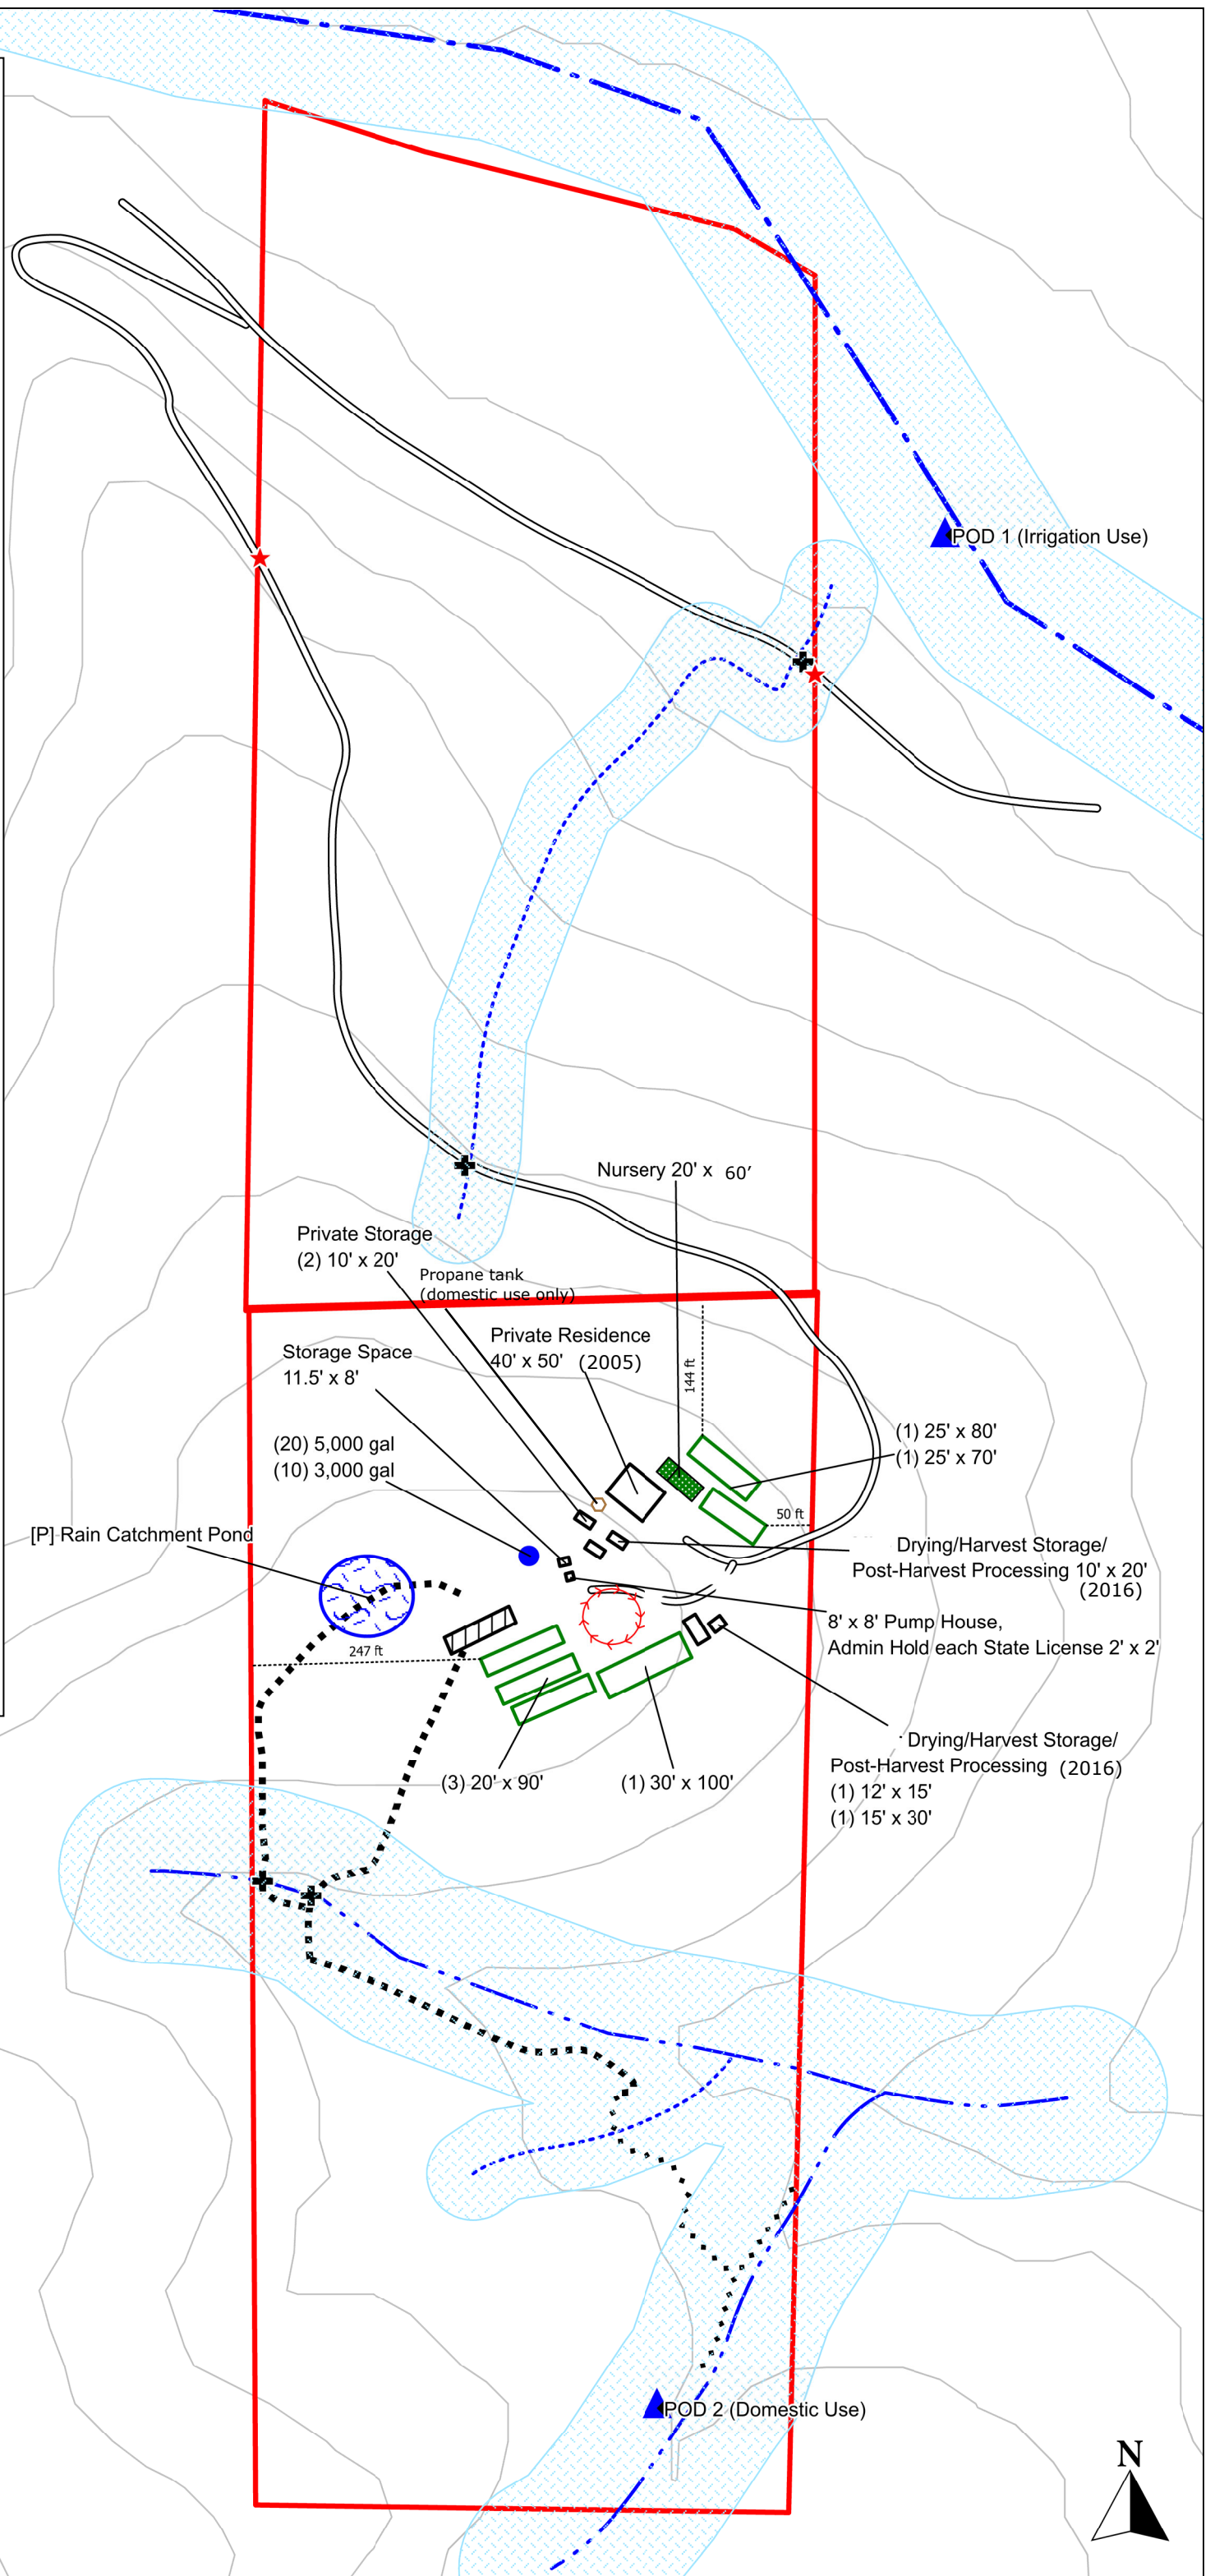 POD 1 (Irrigation Use)
Nursery 20' x 60'
Private Storage
(2) 10' x 20'
Propane tank
(domestic use only)
Private Residence
40' x 50' (2005)
Storage Space
11.5' x 8'
144 ft
(20) 5,000 gal
(10) 3,000 gal
(1) 25' x 80'
(1) 25' x 70'
50 ft
[P] Rain Catchment Pond
Drying/Harvest Storage/
Post-Harvest Processing 10' x 20'
(2016)
8' x 8' Pump House,
Admin Hold each State License 2' x 2'
247 ft
Drying/Harvest Storage/
Post-Harvest Processing (2016)
(1) 12' x 15'
(1) 15' x 30'
(3) 20' x 90'
(1) 30' x 100'
POD 2 (Domestic Use)
N